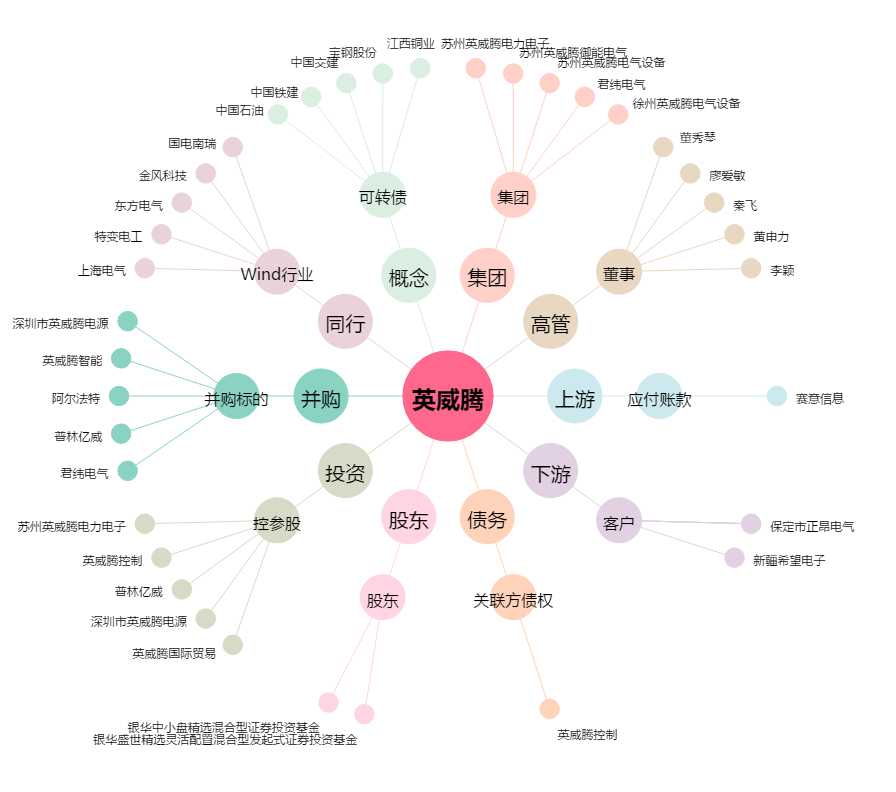 江西铜业
苏州英威腾电力电子
宝钢股份
苏州英威腾御能电气
中国交建
苏州英威腾电气设备
中国铁建
君纬电气
中国石油
徐州英威腾电气设备
国电南瑞
董秀琴
金风科技
廖爱敏
可转债
集团
东方电气
秦飞
特变电工
黄申力
上海电气
李颖
Wind行业
概念
集团
董事
同行
高管
深圳市英威腾电源
英威腾智能
阿尔法特
并购标的
并购
英威腾
上游
应付账款
赛意信息
普林亿威
君纬电气
投资
下游
苏州英威腾电力电子
控参股
股东
债务
客户
保定市正昂电气
英威腾控制
新疆希望电子
普林亿威
股东
关联方债权
深圳市英威腾电源
英威腾国际贸易
银华中小盘精选混合型证券投资基金
英威腾控制
银华盛世精选灵活配置混合型发起式证券投资基金